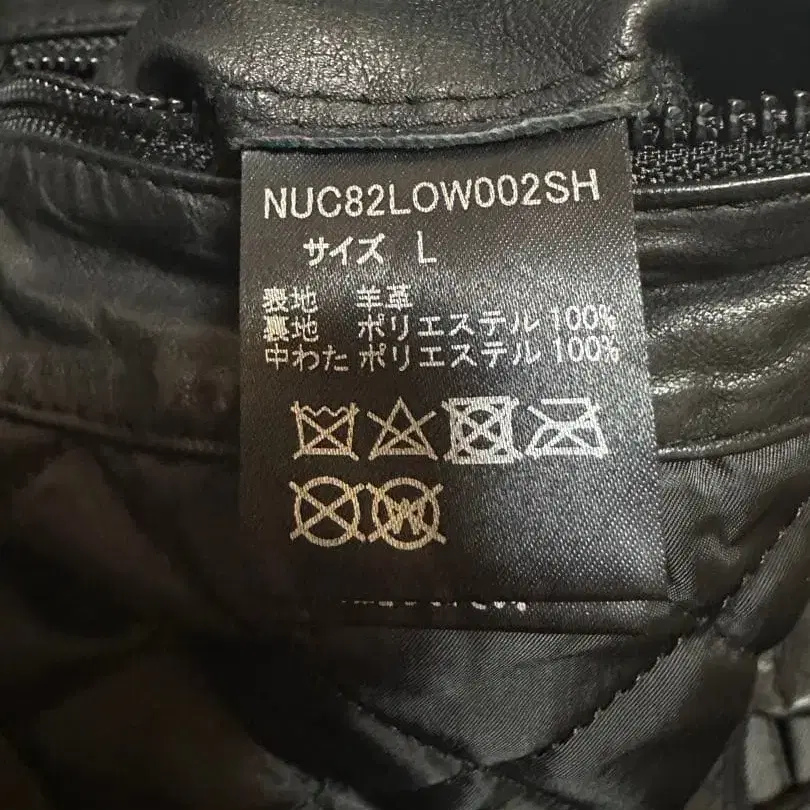 NUC82LOW002SH
サイズ L
表地 羊革
裏地 ポリエステル 100%
中わた ポリエステル 100%
W